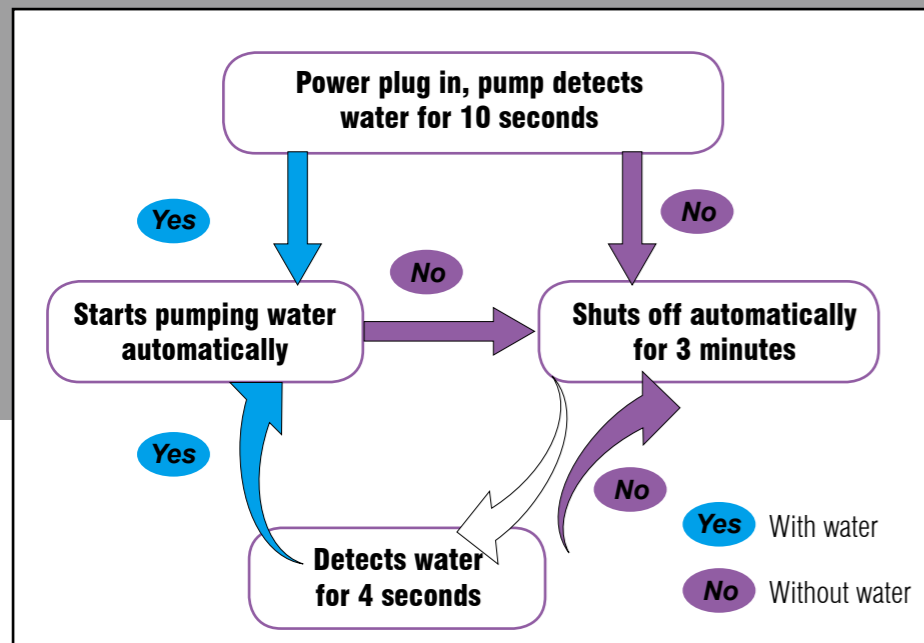 Power plug in, pump detects
water for 10 seconds
Yes
No
No
Starts pumping water
automatically
Shuts off automatically
for 3 minutes
Yes
No
Detects water
for 4 seconds
Yes With water
No Without water